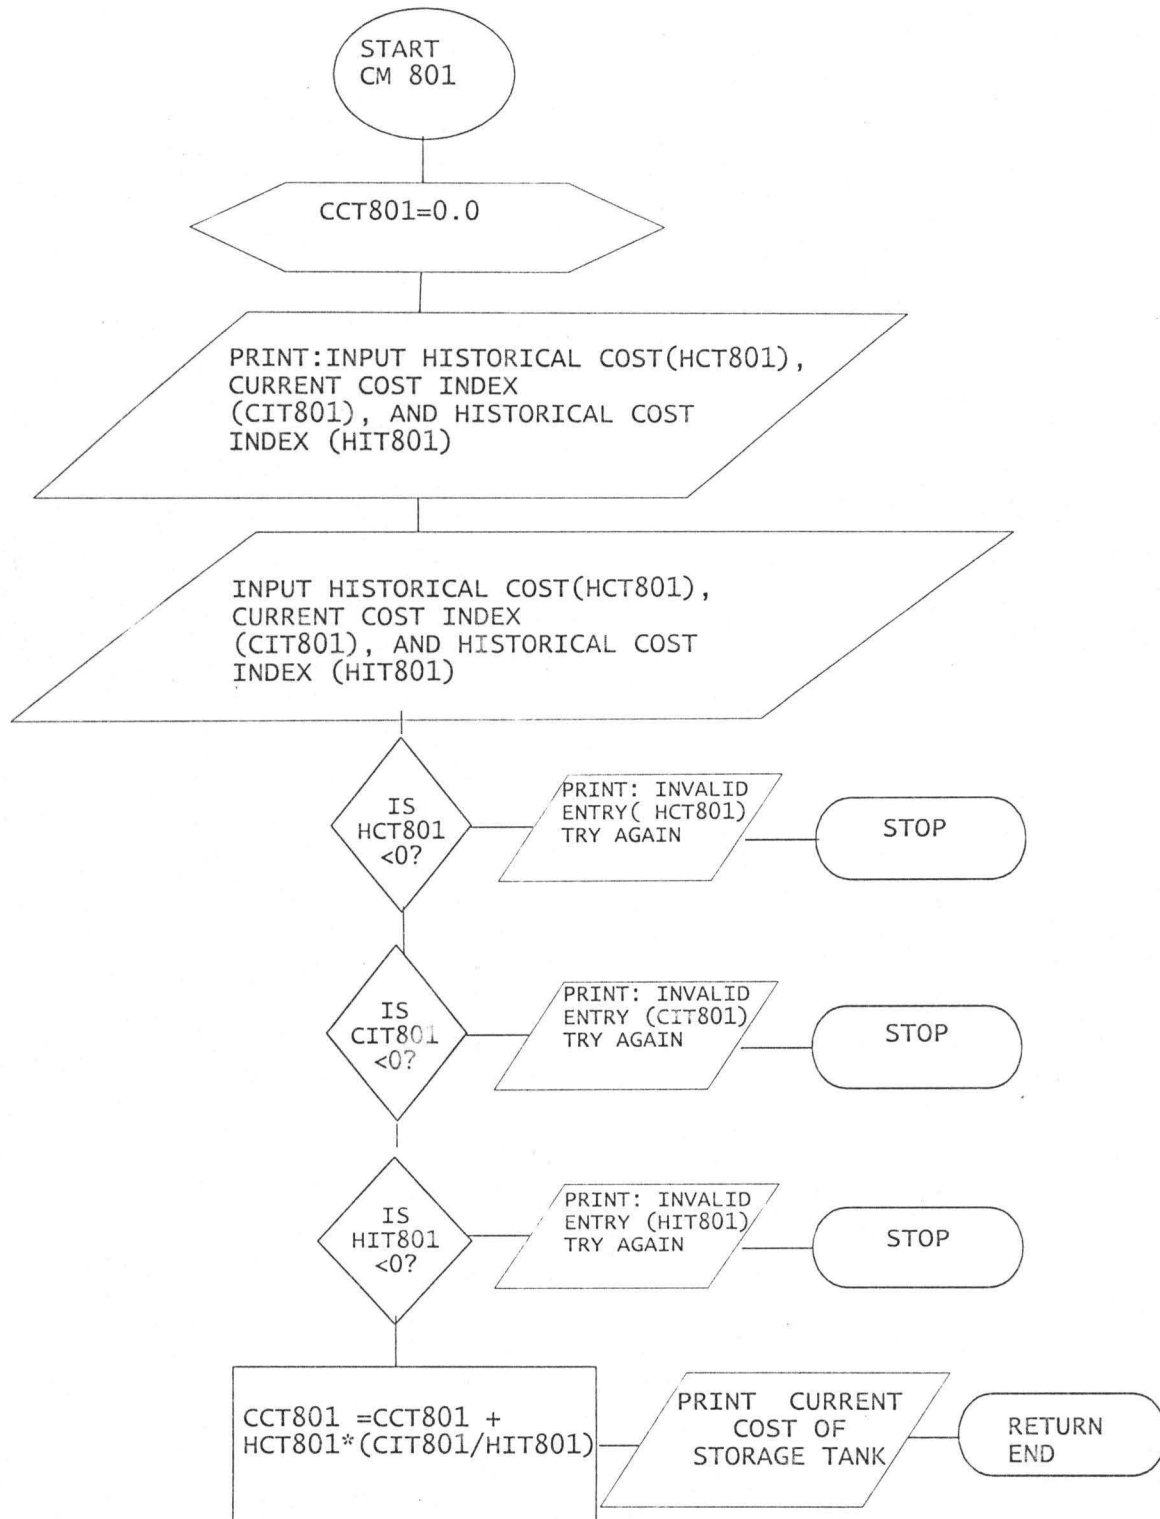 START
CM 801
CCT801=0.0
PRINT:INPUT HISTORICAL COST(HCT801),
CURRENT COST INDEX
(CIT801), AND HISTORICAL COST
INDEX (HIT801)
INPUT HISTORICAL COST(HCT801),
CURRENT COST INDEX
(CIT801), AND HISTORICAL COST
INDEX (HIT801)
IS
HCT801
<0?
PRINT: INVALID
ENTRY( HCT801)
TRY AGAIN
STOP
IS
CIT801
<0?
PRINT: INVALID
ENTRY (CIT801)
TRY AGAIN
STOP
IS
HIT801
<0?
PRINT: INVALID
ENTRY (HIT801)
TRY AGAIN
STOP
CCT801 =CCT801 +
HCT801*(CIT801/HIT801)
PRINT CURRENT
COST OF
STORAGE TANK
RETURN
END